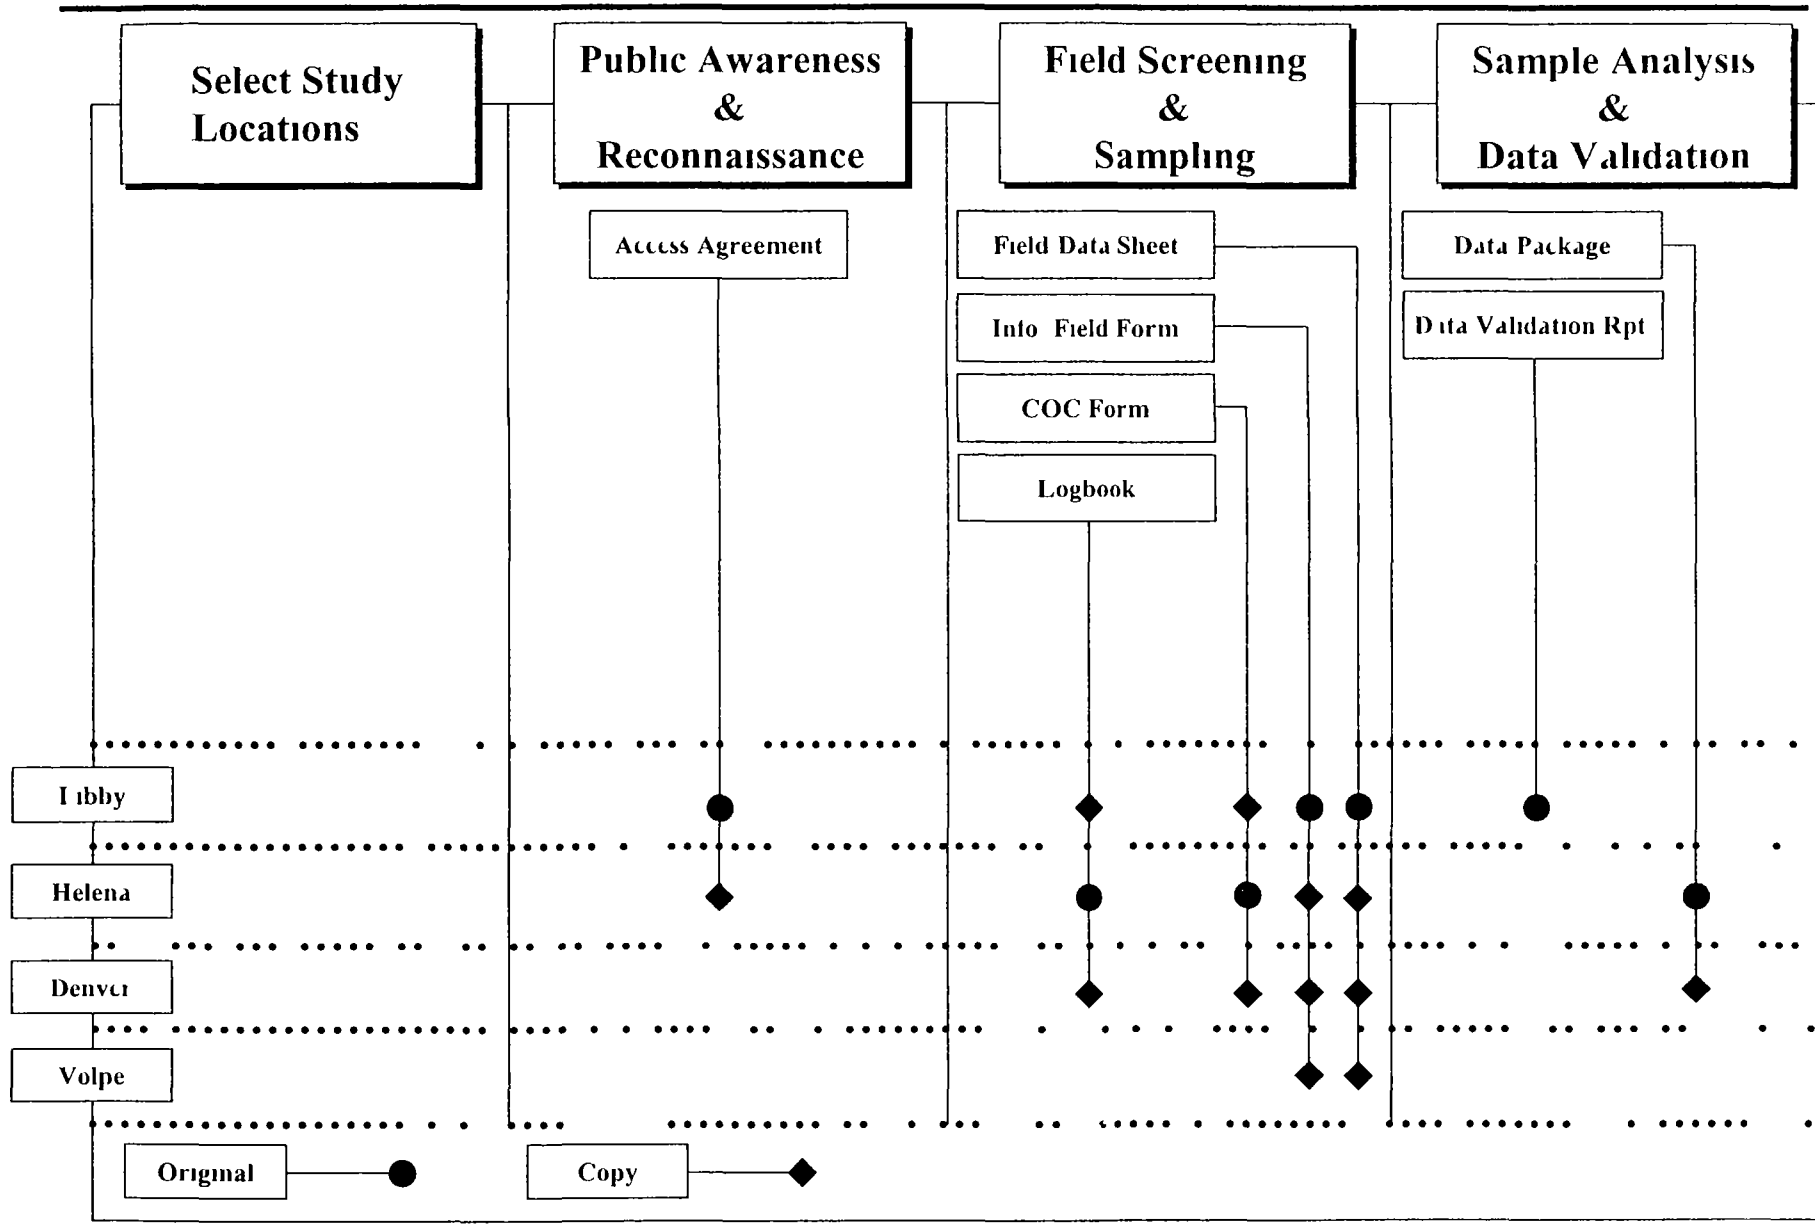 Select Study
Locations
Public Awareness
&
Reconnaissance
Field Screening
&
Sampling
Sample Analysis
&
Data Validation
Access Agreement
Field Data Sheet
Info Field Form
COC Form
Logbook
Data Package
Data Validation Rpt
Libby
Helena
Denver
Volpe
Original
Copy